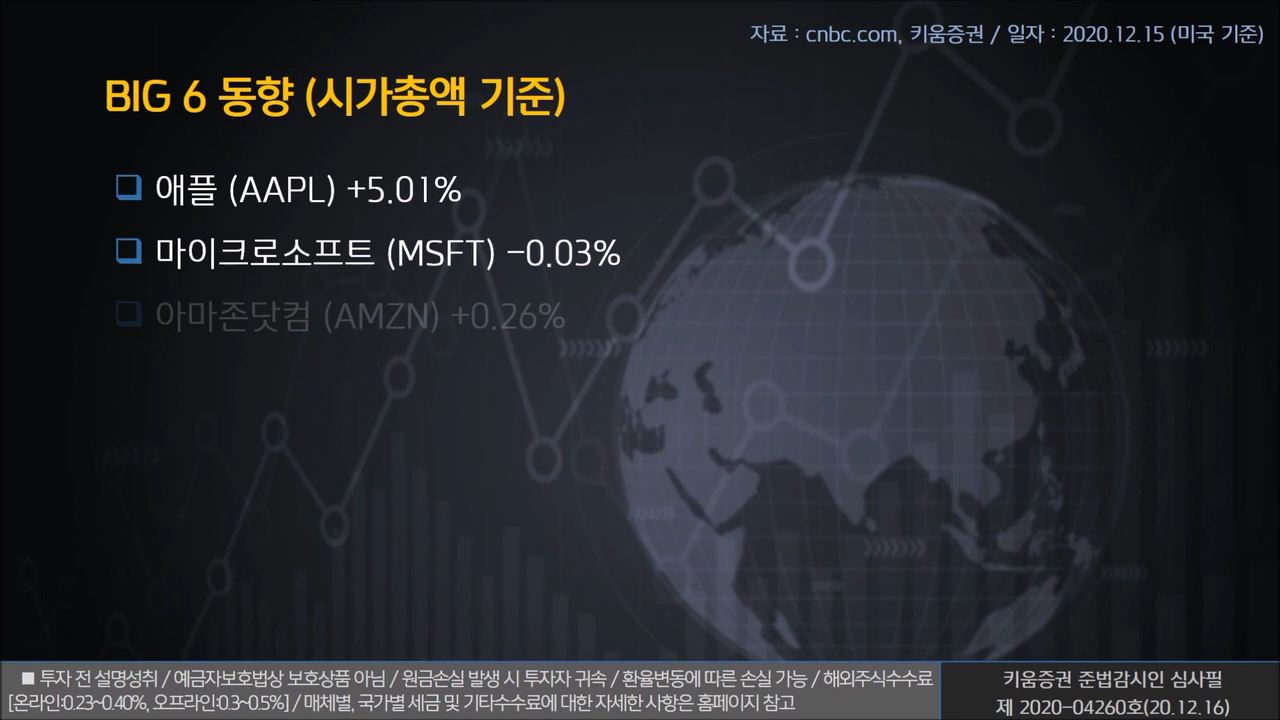 자료 : cnbc.com, 키움증권 / 일자 : 2020.12.15 (미국 기준)
BIG 6 동향 (시가총액 기준)
❏ 애플 (AAPL) +5.01%
❏ 마이크로소프트 (MSFT) -0.03%
❏ 아마존닷컴 (AMZN) +0.26%
■ 투자 전 설명성취 / 예금자보호법상 보호상품 아님 / 원금손실 발생 시 투자자 귀속 / 환율변동에 따른 손실 가능 / 해외주식수수료
[온라인:0.23~0.40%, 오프라인:0.3~0.5%] / 매체별, 국가별 세금 및 기타수수료에 대한 자세한 사항은 홈페이지 참고
키움증권 준법감시인 심사필
제 2020-04260호(20.12.16)